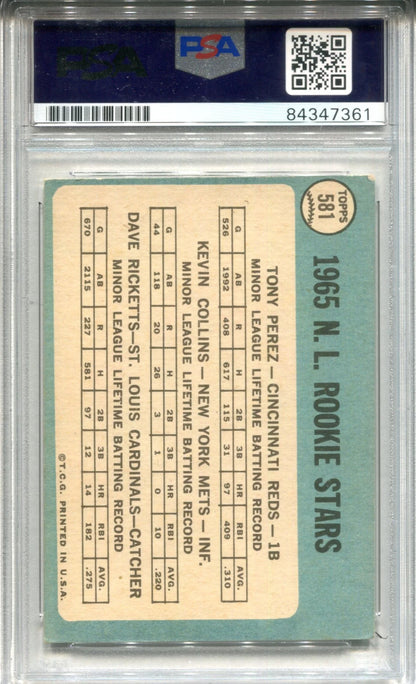 PSA
PSA
84347361
TOPPS
581
1965 N. L. ROOKIE STARS
TONY PEREZ — CINCINNATI REDS — 1B
MINOR LEAGUE LIFETIME BATTING RECORD
G AB R H 2B 3B HR RBI AVG.
526 1992 408 617 115 31 97 409 .310
KEVIN COLLINS — NEW YORK METS — INF.
MINOR LEAGUE LIFETIME BATTING RECORD
G AB R H 2B 3B HR RBI AVG.
44 118 20 26 3 1 0 10 .220
DAVE RICKETTS—ST. LOUIS CARDINALS—CATCHER
MINOR LEAGUE LIFETIME BATTING RECORD
G AB R H 2B 3B HR RBI AVG.
670 2115 227 581 97 12 14 182 .275
©T.C.G. PRINTED IN U.S.A.